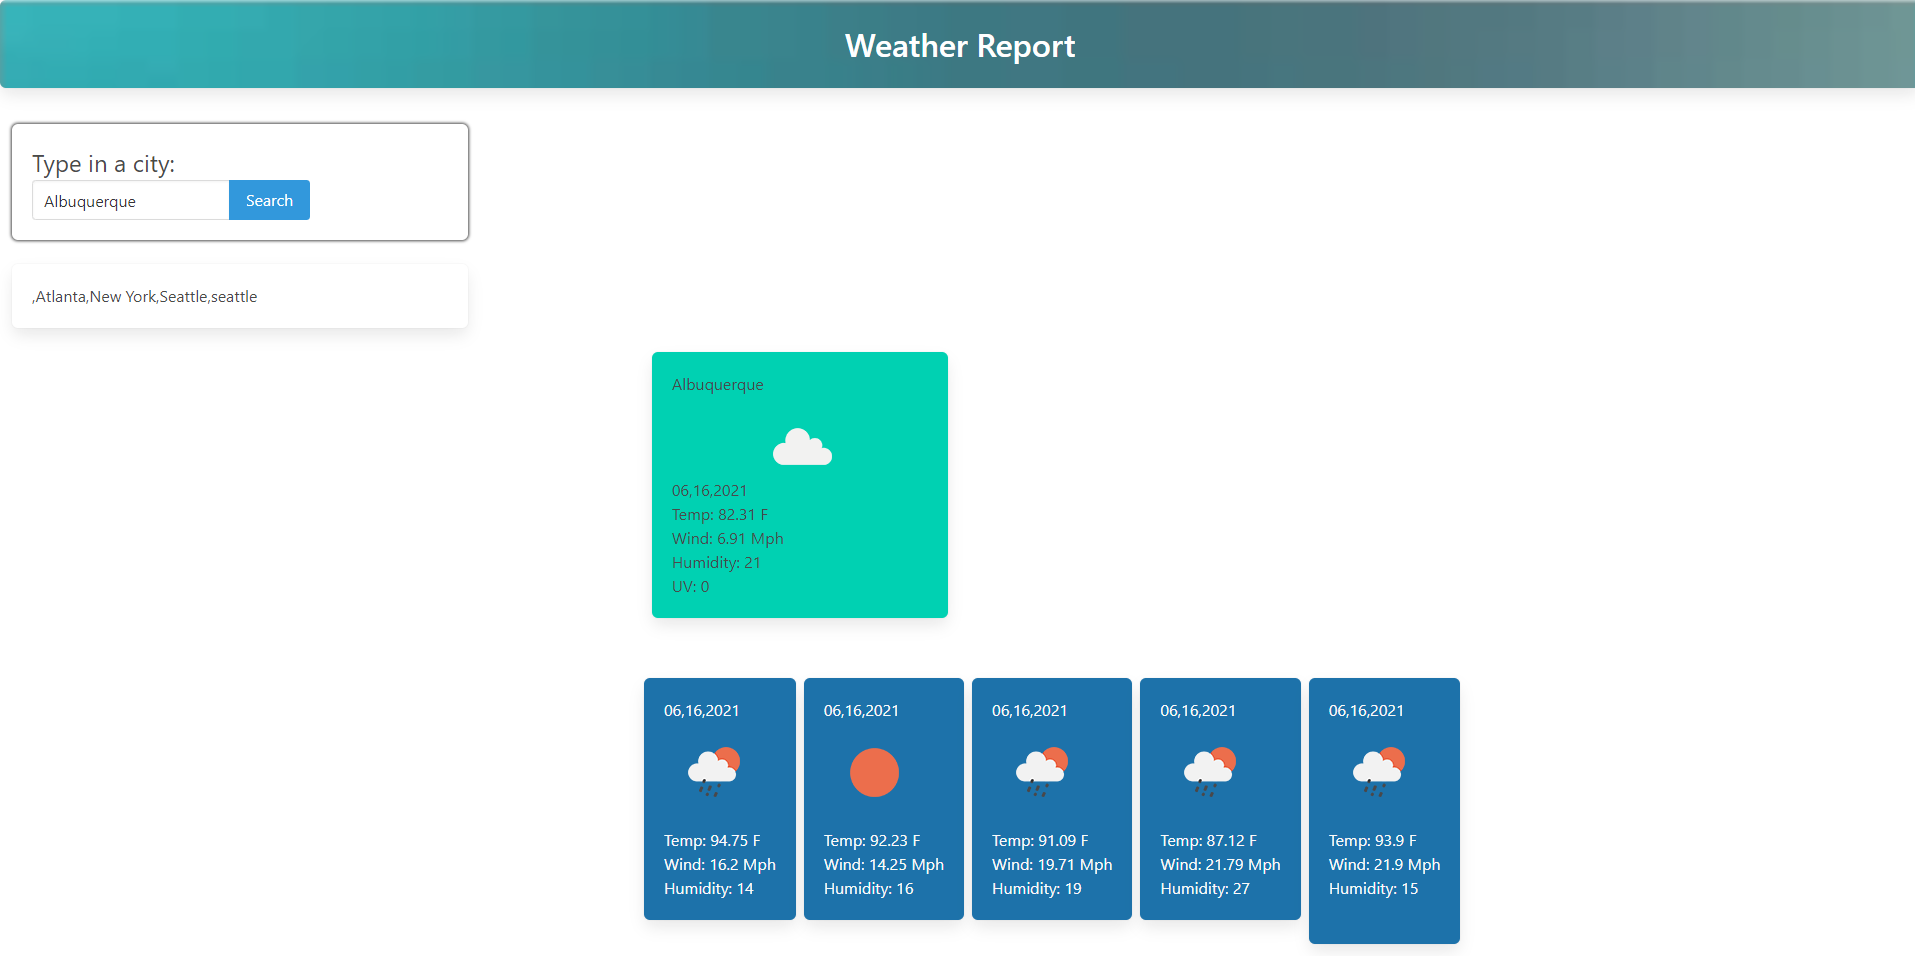 Weather Report
Type in a city:
Albuquerque
Search
,Atlanta,New York,Seattle,seattle
Albuquerque
06,16,2021
Temp: 82.31 F
Wind: 6.91 Mph
Humidity: 21
UV: 0
06,16,2021
Temp: 94.75 F
Wind: 16.2 Mph
Humidity: 14
06,16,2021
Temp: 92.23 F
Wind: 14.25 Mph
Humidity: 16
06,16,2021
Temp: 91.09 F
Wind: 19.71 Mph
Humidity: 19
06,16,2021
Temp: 87.12 F
Wind: 21.79 Mph
Humidity: 27
06,16,2021
Temp: 93.9 F
Wind: 21.9 Mph
Humidity: 15